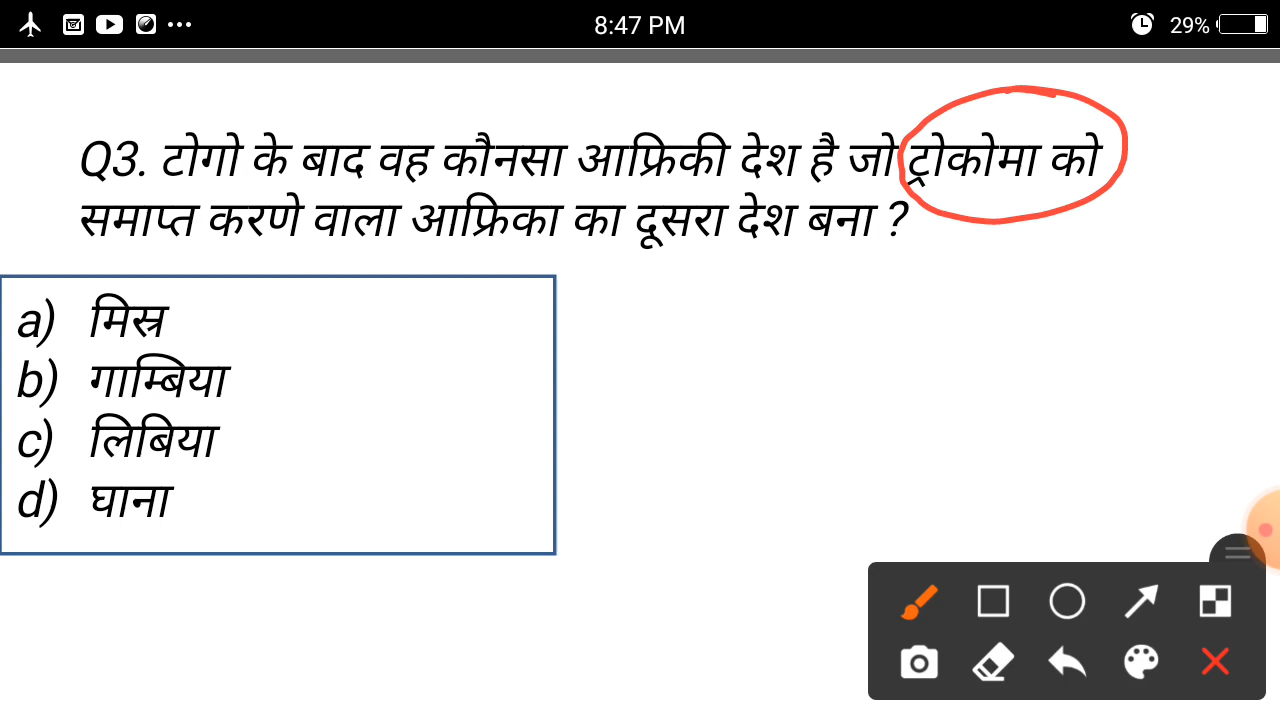 8:47 PM
29%
Q3. टोगो के बाद वह कौनसा आफ्रिकी देश है जो ट्रोकोमा को
समाप्त करणे वाला आफ्रिका का दूसरा देश बना ?
a) मिस्र
b) गाम्बिया
c) लिबिया
d) घाना